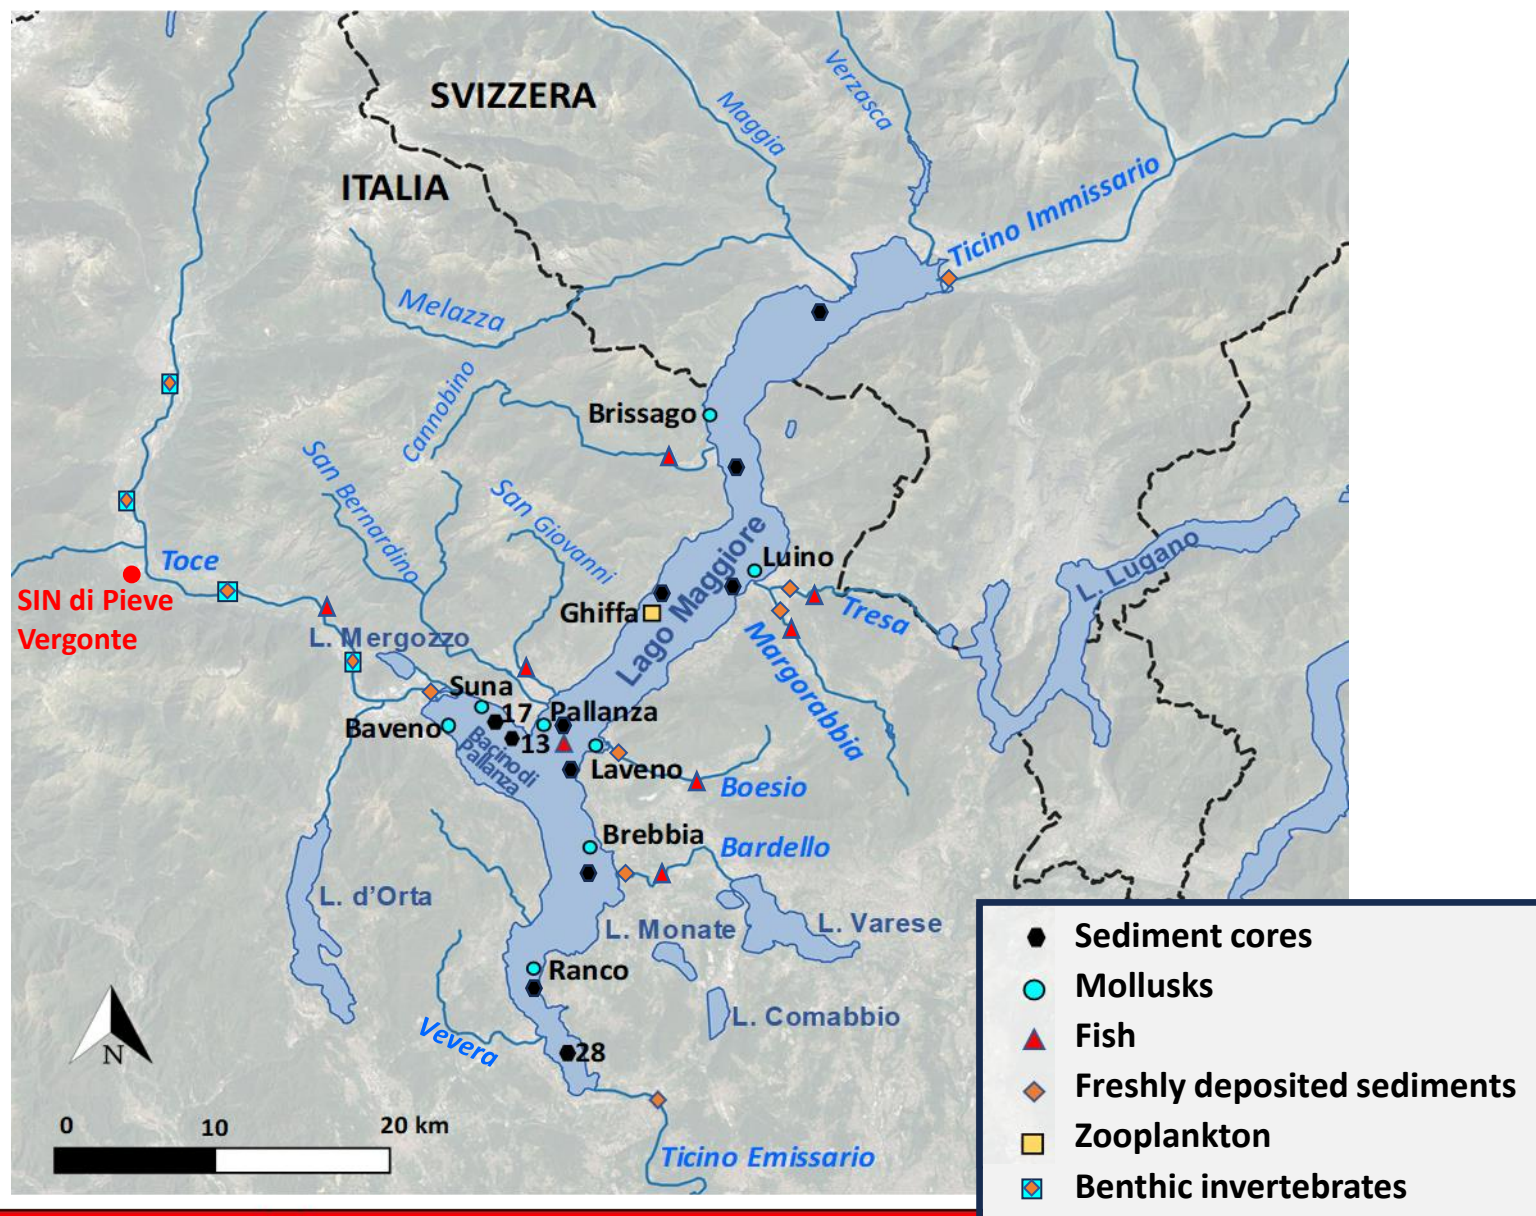 SVIZZERA
ITALIA
Maggia
Verzasca
Ticino Immissario
Melazza
Cannobino
Brissago
San Bernardino
San Giovanni
Lago Maggiore
Luino
L. Lugano
Toce
SIN di Pieve
Vergonte
Ghiffa
Tresa
L. Mergozzo
Margorabbia
Suna
17
Pallanza
Baveno
13
Bacino di
Pallanza
Laveno
Boesio
Brebbia
Bardello
L. d'Orta
L. Monate
L. Varese
Ranco
L. Comabbio
Vevera
28
N
0 10 20 km
Ticino Emissario
Sediment cores
Mollusks
Fish
Freshly deposited sediments
Zooplankton
Benthic invertebrates